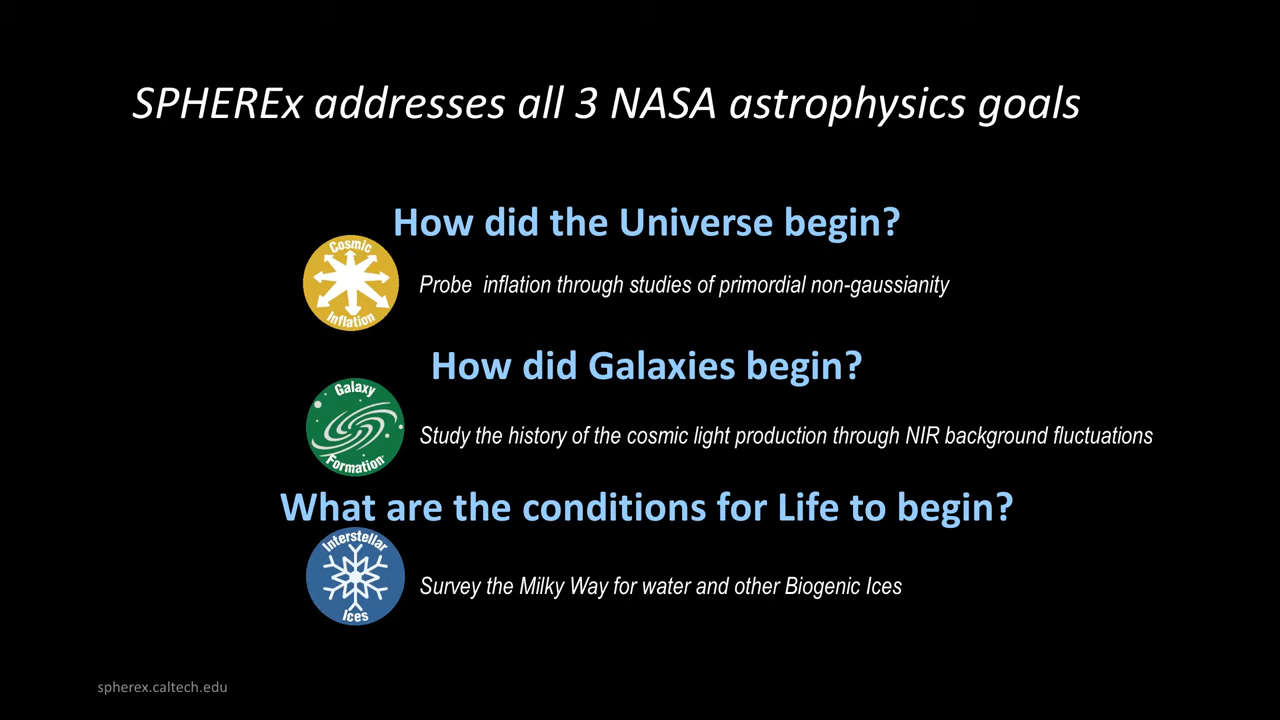 SPHEREx addresses all 3 NASA astrophysics goals
How did the Universe begin?
Cosmic
Inflation
Probe  inflation through studies of primordial non-gaussianity
How did Galaxies begin?
Galaxy
Formation
Study the history of the cosmic light production through NIR background fluctuations
What are the conditions for Life to begin?
Interstellar
Ices
Survey the Milky Way for water and other Biogenic Ices
spherex.caltech.edu